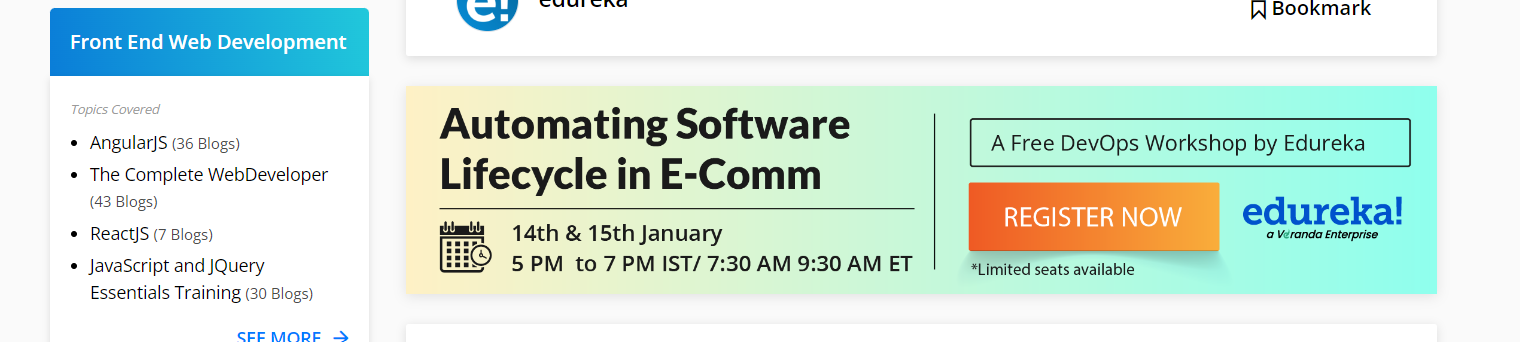 Front End Web Development
Topics Covered
AngularJS (36 Blogs)
The Complete WebDeveloper
(43 Blogs)
ReactJS (7 Blogs)
JavaScript and JQuery
Essentials Training (30 Blogs)
SEE MORE
e!
edureka
Bookmark
Automating Software
Lifecycle in E-Comm
14th & 15th January
5 PM to 7 PM IST/ 7:30 AM 9:30 AM ET
A Free DevOps Workshop by Edureka
REGISTER NOW
edureka!
a Veranda Enterprise
*Limited seats available